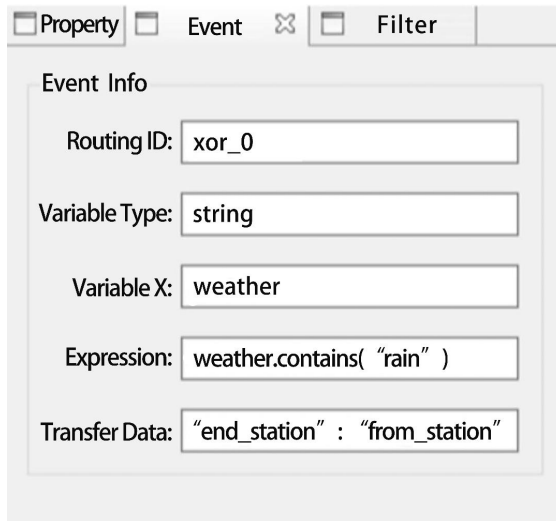 Property Event Filter
Event Info
Routing ID: xor_0
Variable Type: string
Variable X: weather
Expression: weather.contains( “rain” )
Transfer Data: “end_station” : “from_station”